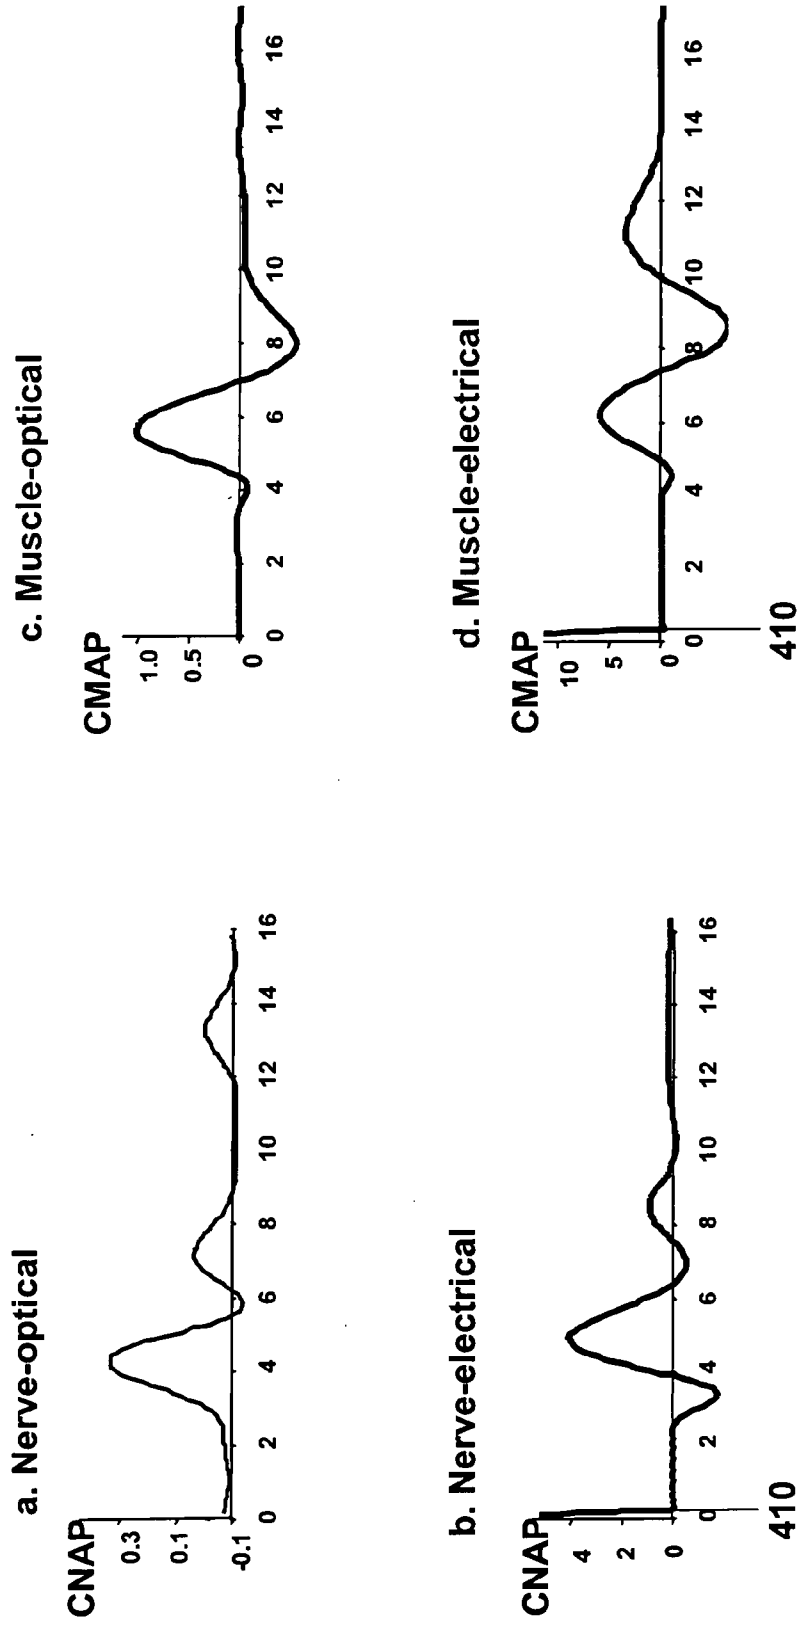 a. Nerve-optical
CNAP
0.3
0.1
-0.1
0 2 4 6 8 10 12 14 16
b. Nerve-electrical
CNAP
4
2
0
0 2 4 6 8 10 12 14 16
410
c. Muscle-optical
CMAP
1.0
0.5
0
0 2 4 6 8 10 12 14 16
d. Muscle-electrical
CMAP
10
5
0
0 2 4 6 8 10 12 14 16
410